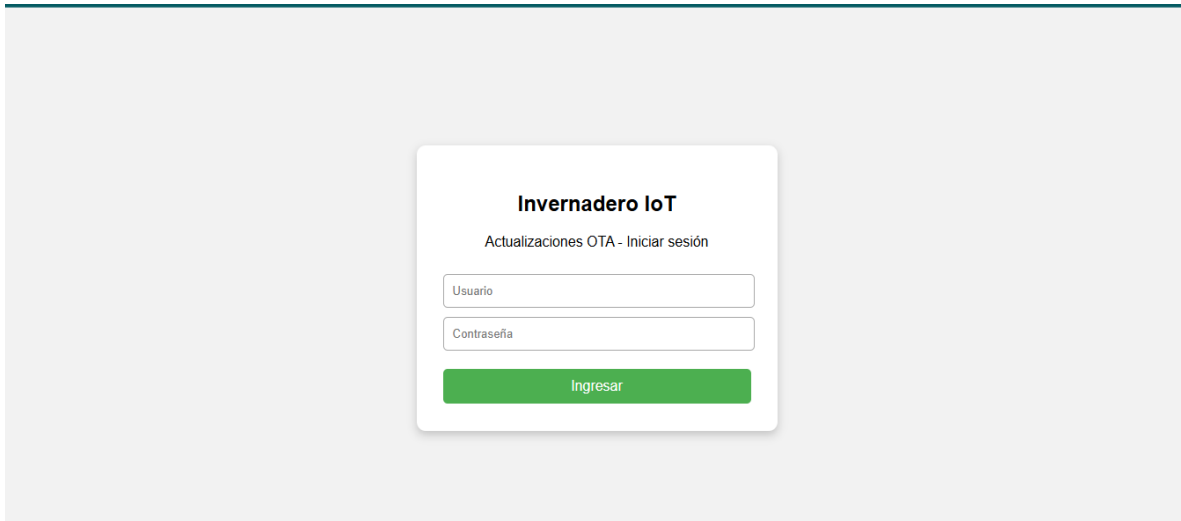 Invernadero IoT
Actualizaciones OTA - Iniciar sesión
Usuario
Contraseña
Ingresar